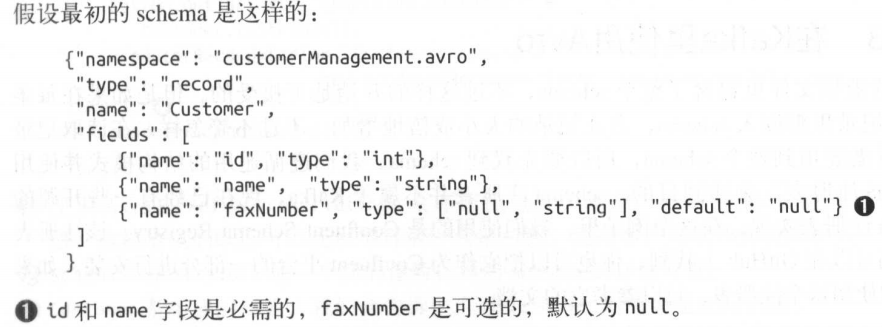 假设最初的 schema 是这样的：
{"namespace": "customerManagement.avro",
"type": "record",
"name": "Customer",
"fields": [
{"name": "id", "type": "int"},
{"name": "name",  "type": "string"},
{"name": "faxNumber", "type": ["null", "string"], "default": "null"} ❶
]
}
❶ id 和 name 字段是必需的，faxNumber 是可选的，默认为 null。